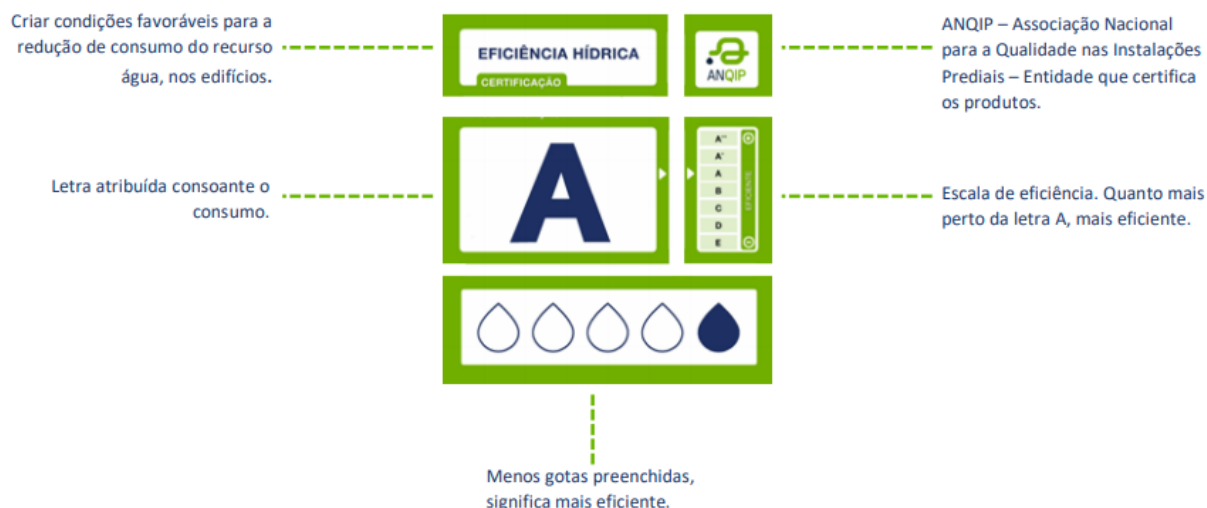 Criar condições favoráveis para a
redução de consumo do recurso
água, nos edifícios.
EFICIÊNCIA HÍDRICA
CERTIFICAÇÃO
ANQIP
ANQIP – Associação Nacional
para a Qualidade nas Instalações
Prediais – Entidade que certifica
os produtos.
Letra atribuída consoante o
consumo.
A
A++
A+
A
B
C
D
E
EFICIENTE
Escala de eficiência. Quanto mais
perto da letra A, mais eficiente.
Menos gotas preenchidas,
significa mais eficiente.